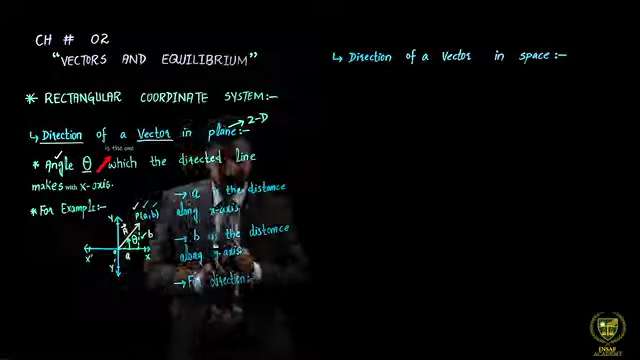 CH # 02
"VECTORS AND EQUILIBRIUM"
* RECTANGULAR COORDINATE SYSTEM:-
↳ Direction of a Vector in plane:- → 2-D
is the one
* Angle θ which the directed line
makes with x-axis.
* For Example:-
P(a,b)
Y
A
θ
b
X'
o
a
X
Y'
→ a is the distance
along x-axis.
→ b is the distance
along y-axis.
→ For direction:-
↳ Direction of a Vector in space:-
INSAF
ACADEMY